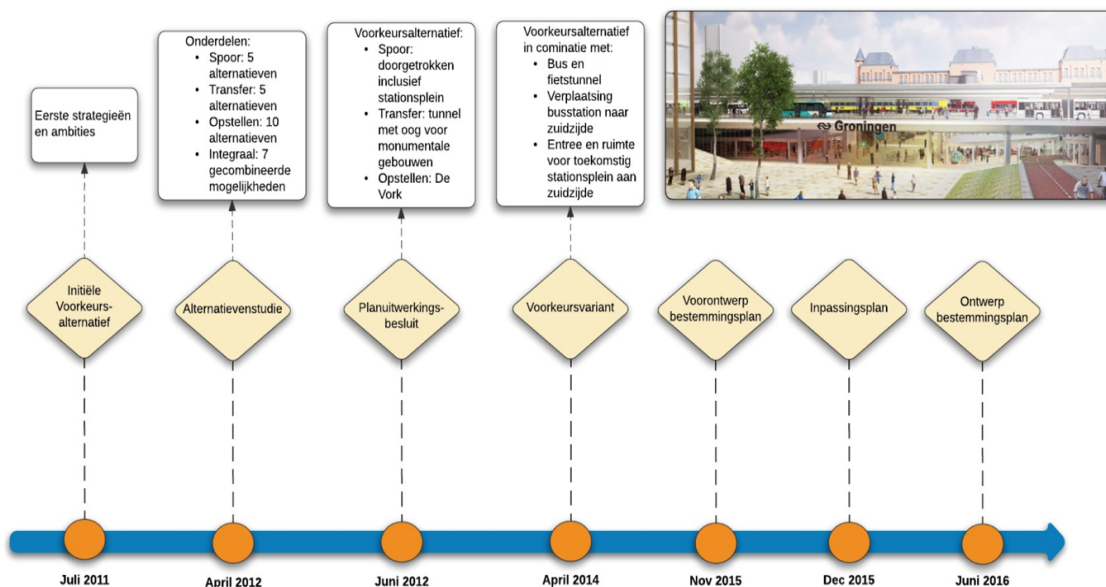 Eerste strategieën
en ambities
Onderdelen:
• Spoor: 5
alternatieven
• Transfer: 5
alternatieven
• Opstellen: 10
alternatieven
• Integraal: 7
gecombineerde
mogelijkheden
Voorkeursalternatief:
• Spoor:
doorgetrokken
inclusief
stationsplein
• Transfer: tunnel
met oog voor
monumentale
gebouwen
• Opstellen: De
Vork
Voorkeursalternatief
in cominatie met:
• Bus en
fietstunnel
• Verplaatsing
busstation naar
zuidzijde
• Entree en ruimte
voor toekomstig
stationsplein aan
zuidzijde
Groningen
Initiële
Voorkeurs-
alternatief
Alternatievenstudie
Planuitwerkings-
besluit
Voorkeursvariant
Voorontwerp
bestemmingsplan
Inpassingsplan
Ontwerp
bestemmingsplan
Juli 2011
April 2012
Juni 2012
April 2014
Nov 2015
Dec 2015
Juni 2016